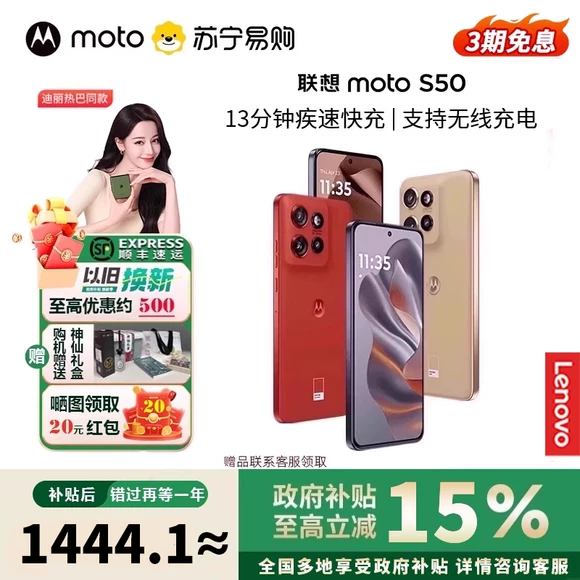 moto 苏宁易购
3期免息
联想 moto S50
13分钟疾速快充 | 支持无线充电
迪丽热巴同款
SF EXPRESS
顺丰速运
以旧换新
至高优惠约 500
赠
购机赠送
神仙礼盒
晒图领取
20元红包
20
11:35
11:35
Lenovo
赠品联系客服领取
补贴后 错过再等一年
1444.1≈
政府补贴
至高立减
15%
全国多地享受政府补贴 详情咨询客服